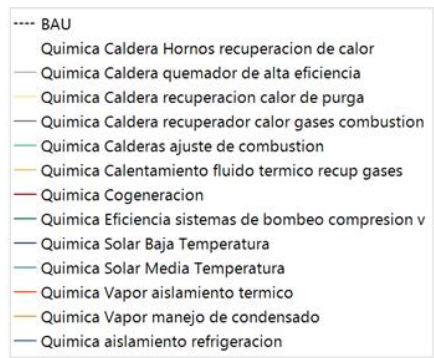 BAU
Quimica Caldera Hornos recuperacion de calor
Quimica Caldera quemador de alta eficiencia
Quimica Caldera recuperacion calor de purga
Quimica Caldera recuperador calor gases combustion
Quimica Calderas ajuste de combustion
Quimica Calentamiento fluido termico recup gases
Quimica Cogeneracion
Quimica Eficiencia sistemas de bombeo compresion v
Quimica Solar Baja Temperatura
Quimica Solar Media Temperatura
Quimica Vapor aislamiento termico
Quimica Vapor manejo de condensado
Quimica aislamiento refrigeracion